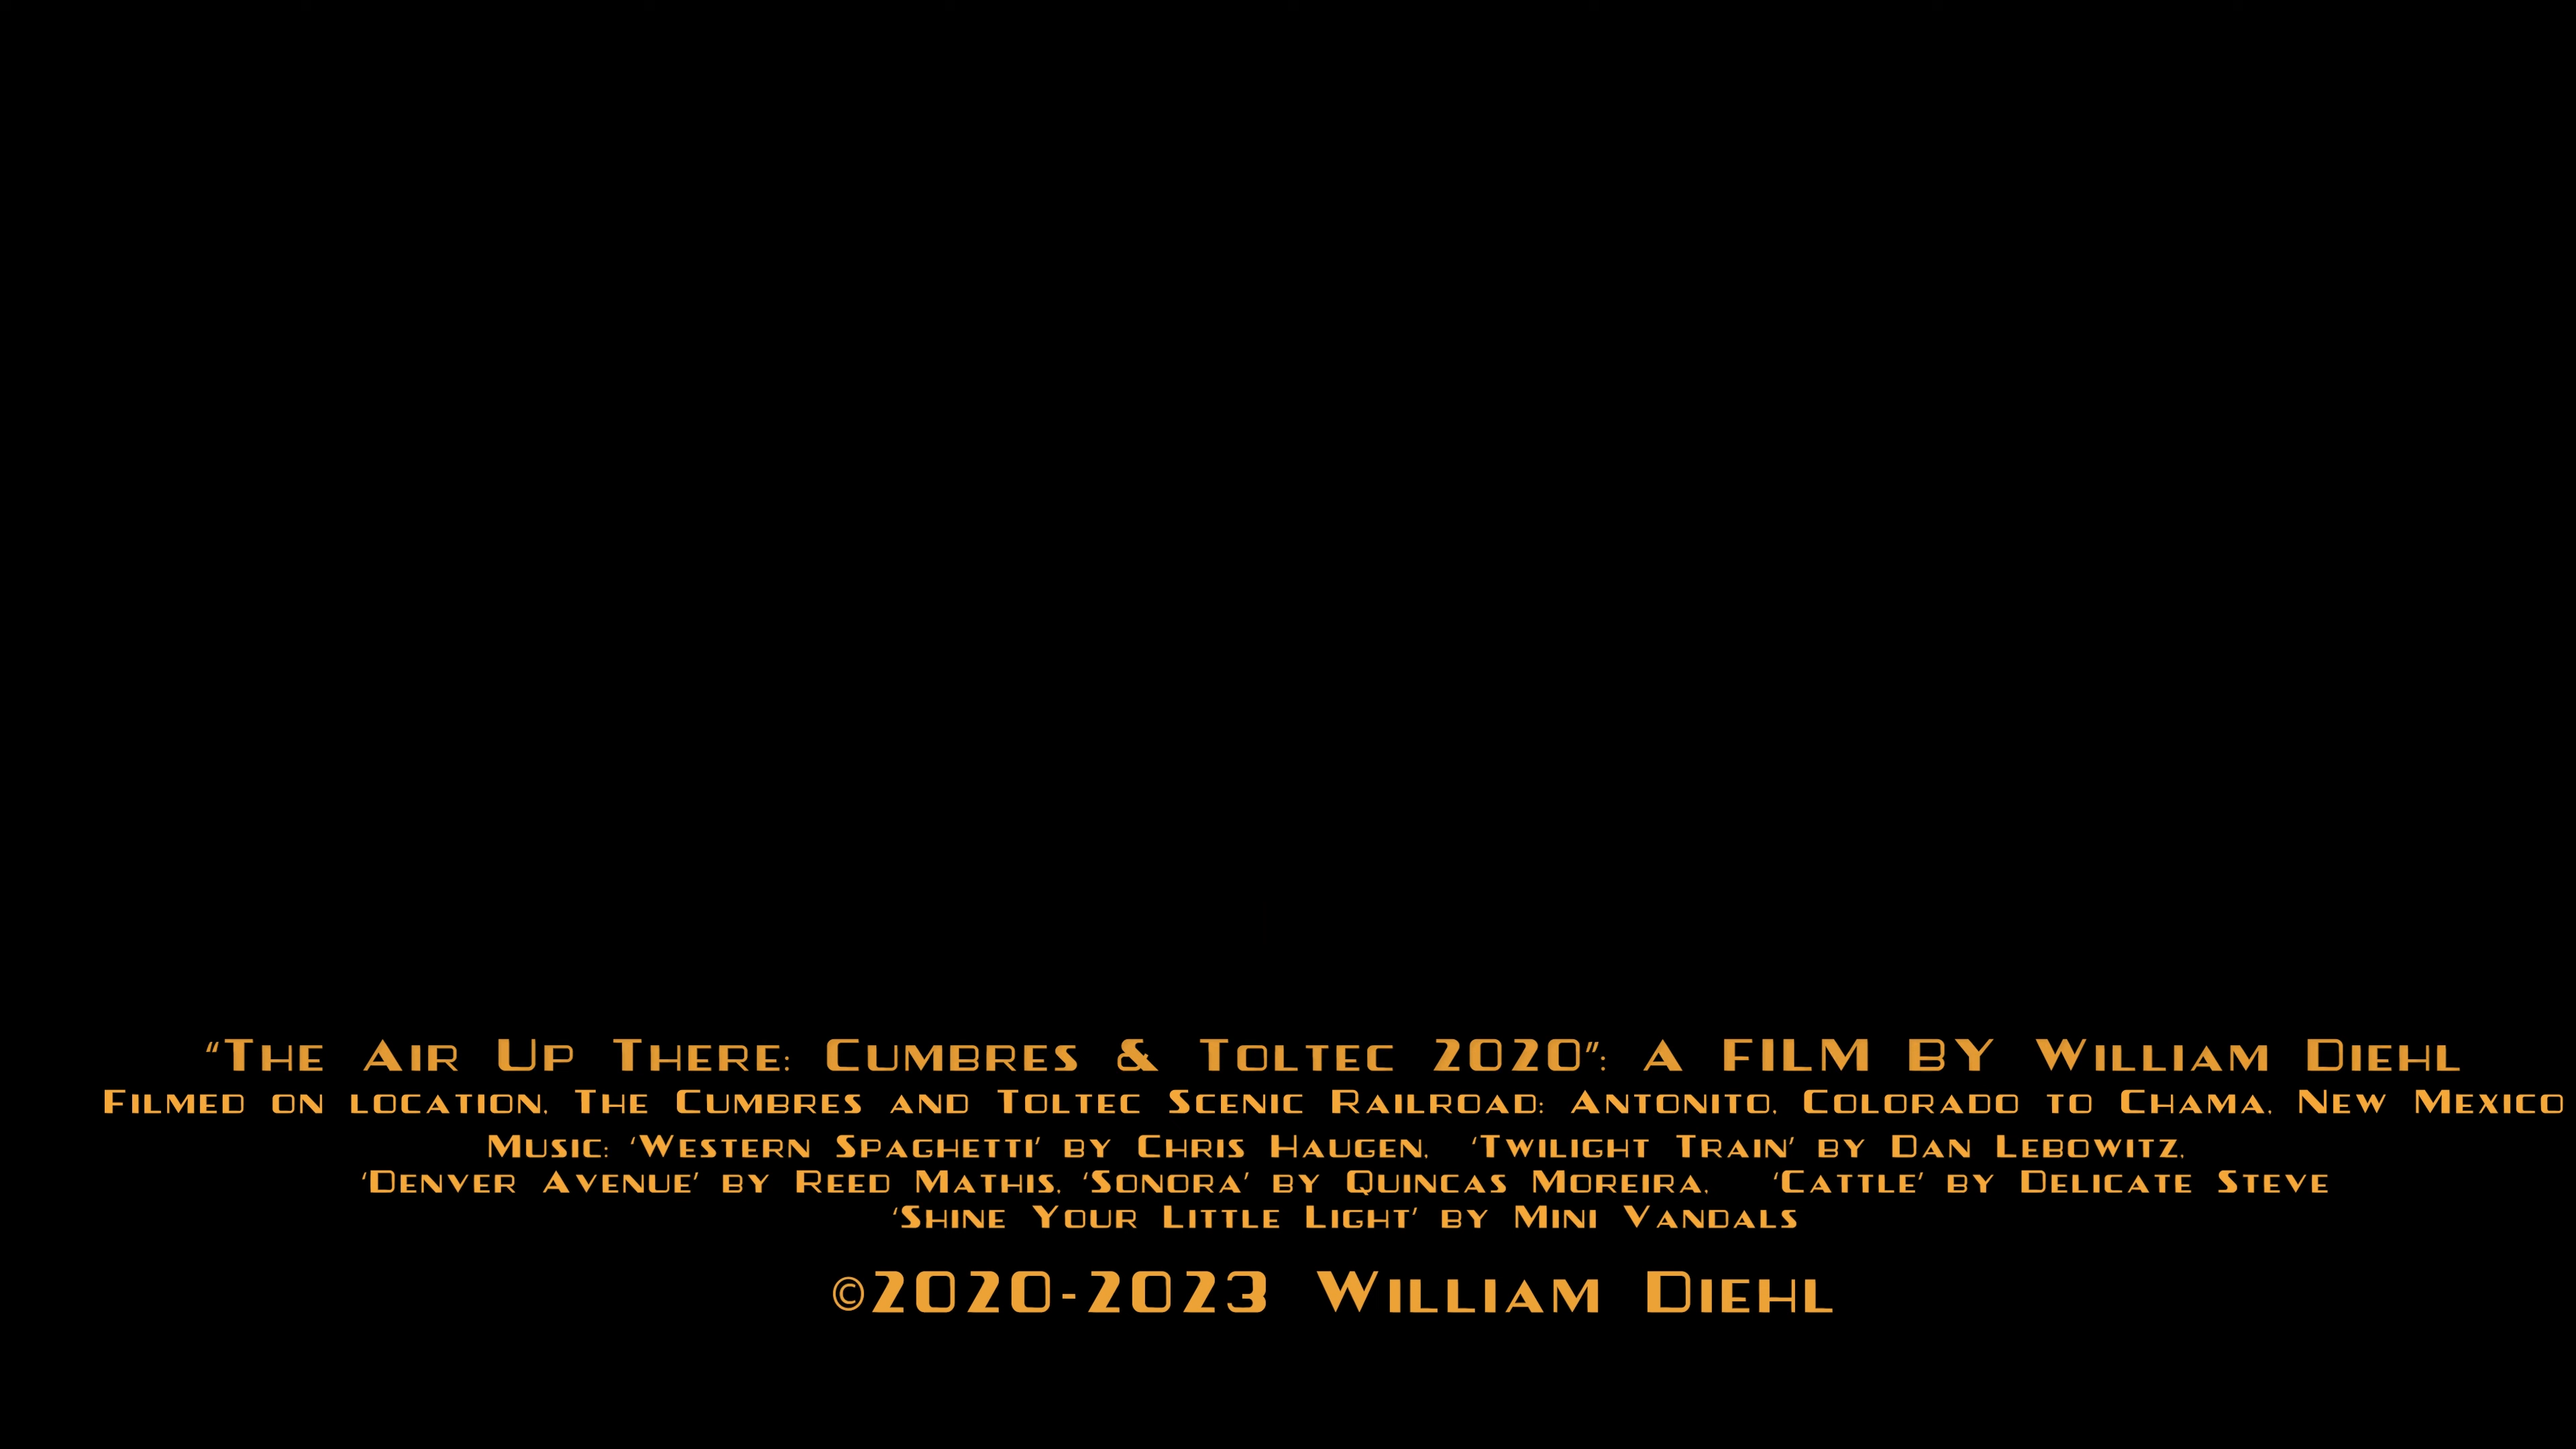 “The Air Up There: Cumbres & Toltec 2020”: A FILM BY William Diehl
Filmed on location, The Cumbres and Toltec Scenic Railroad: Antonito, Colorado to Chama, New Mexico
Music: ‘Western Spaghetti’ by Chris Haugen, ‘Twilight Train’ by Dan Lebowitz,
‘Denver Avenue’ by Reed Mathis, ‘Sonora’ by Quincas Moreira, ‘Cattle’ by Delicate Steve
‘Shine Your Little Light’ by Mini Vandals
©2020-2023 William Diehl